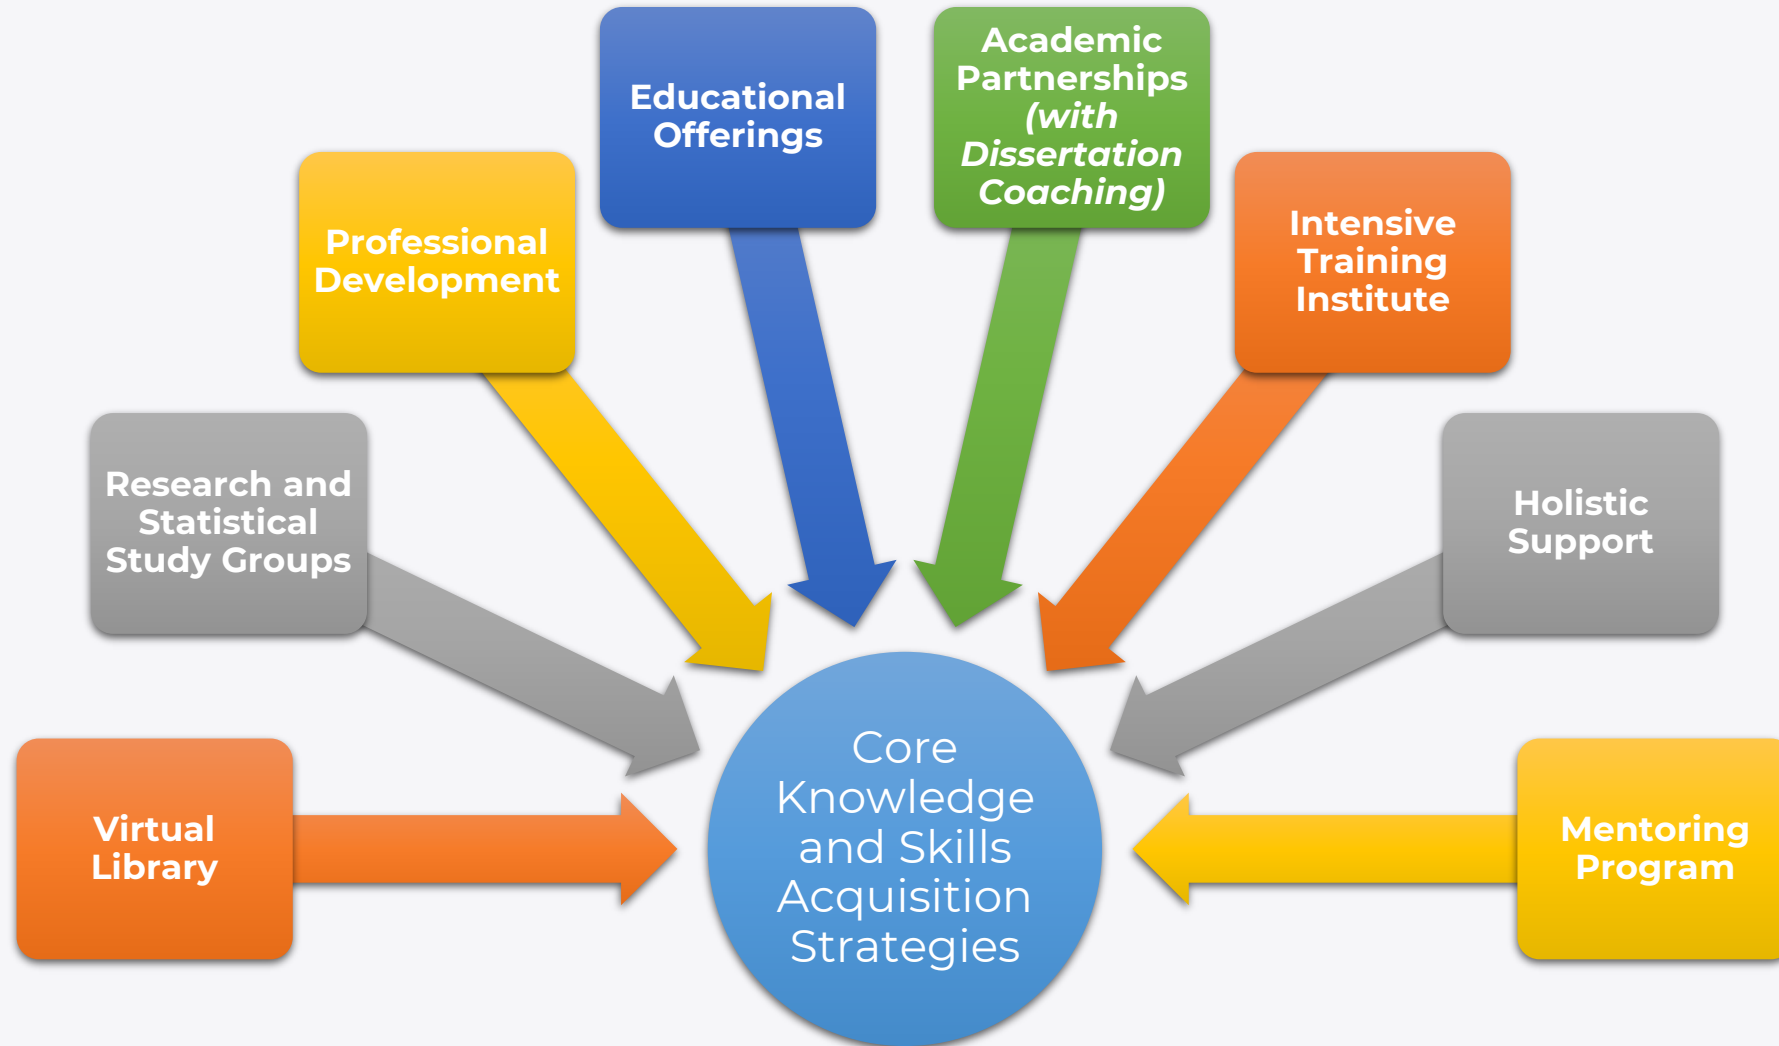 Educational
Offerings
Academic
Partnerships
(with
Dissertation
Coaching)
Professional
Development
Intensive
Training
Institute
Research and
Statistical
Study Groups
Holistic
Support
Virtual
Library
Core
Knowledge
and Skills
Acquisition
Strategies
Mentoring
Program